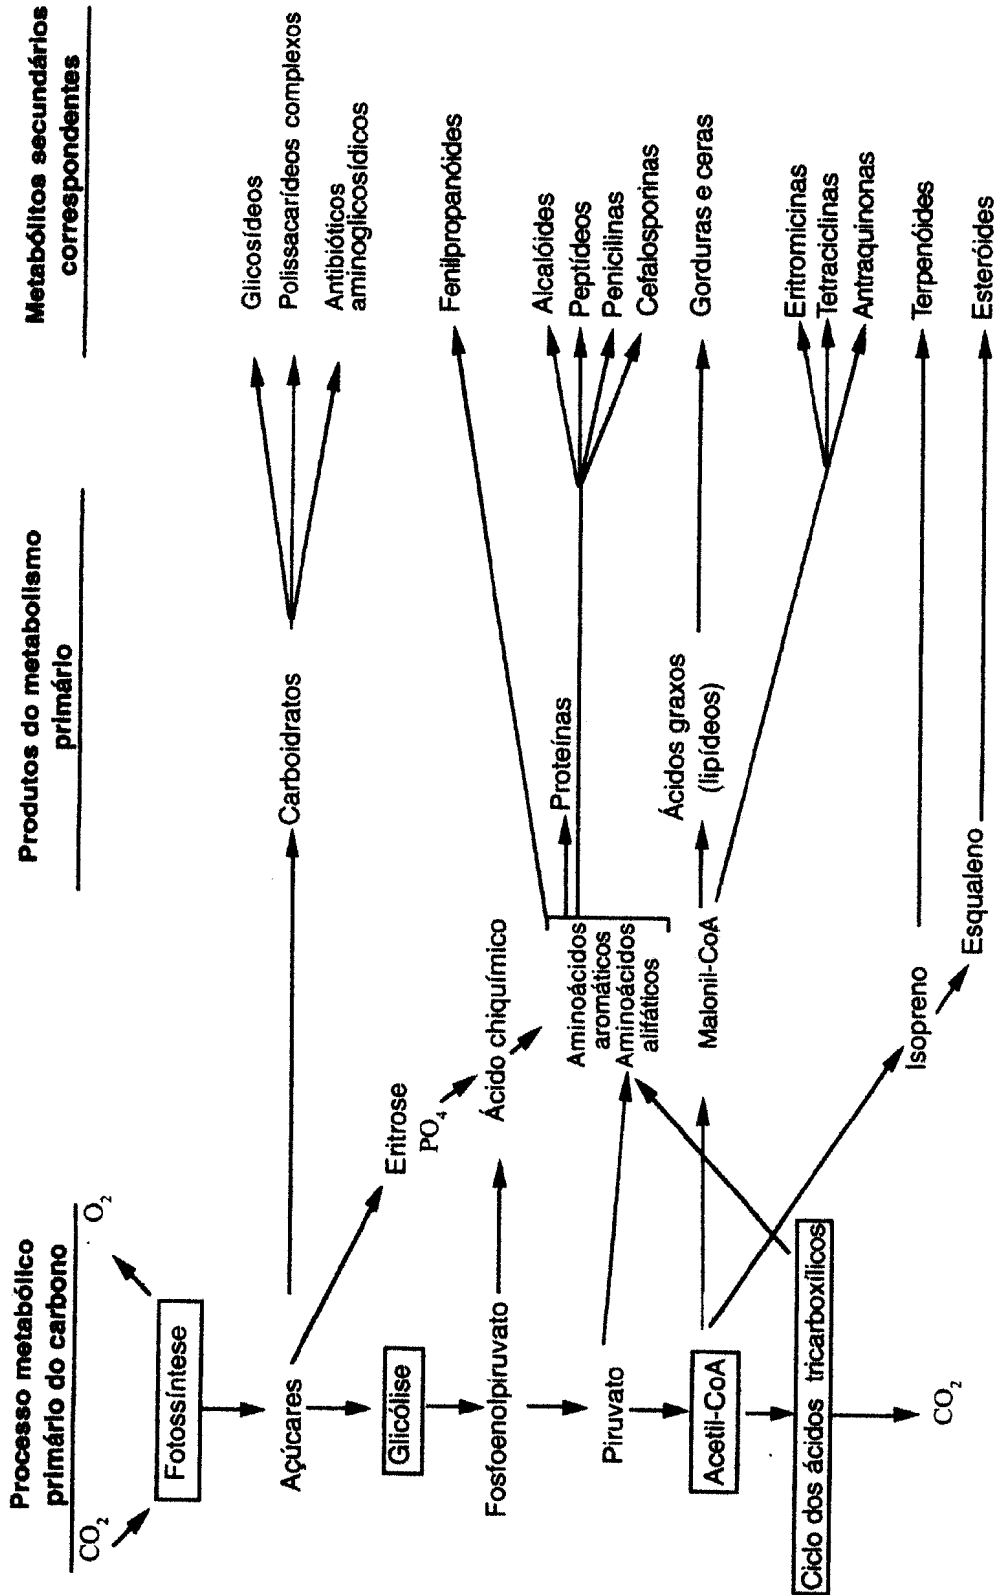 Processo metabólico
primário do carbono
Produtos do metabolismo
primário
Metabólitos secundários
correspondentes
CO₂
O₂
Fotossíntese
Açúcares
Carboidratos
Glicosídeos
Polissacarídeos complexos
Antibióticos
aminoglicosídicos
Glicólise
Eritrose
PO₄
Fosfoenolpiruvato
Ácido chiquímico
Fenilpropanóides
Aminoácidos
aromáticos
Aminoácidos
alifáticos
Proteínas
Alcalóides
Peptídeos
Penicilinas
Cefalosporinas
Piruvato
Acetil-CoA
Malonil-CoA
Ácidos graxos
(lipídeos)
Gorduras e ceras
Eritromicinas
Tetraciclinas
Antraquinonas
Ciclo dos ácidos tricarboxílicos
Isopreno
Terpenóides
Esqualeno
Esteróides
CO₂